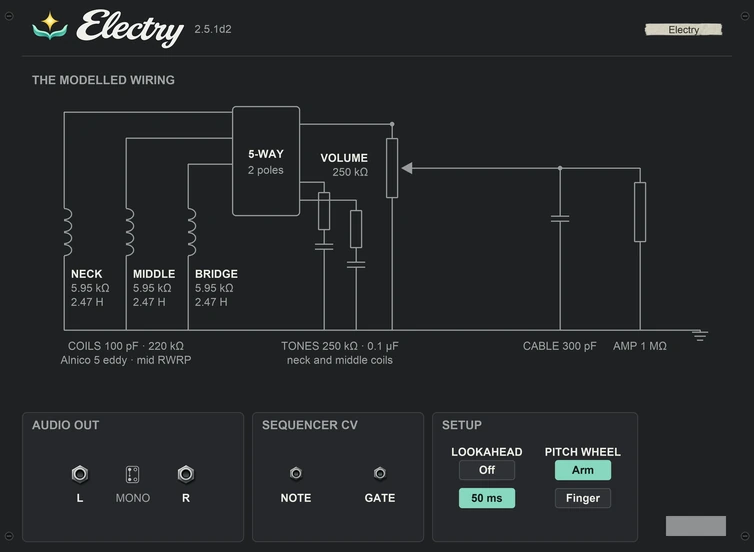 Electry
2.5.1d2
Electry
THE MODELLED WIRING
5-WAY
2 poles
VOLUME
250 kΩ
NECK
5.95 kΩ
2.47 H
MIDDLE
5.95 kΩ
2.47 H
BRIDGE
5.95 kΩ
2.47 H
COILS 100 pF · 220 kΩ
Alnico 5 eddy · mid RWRP
TONES 250 kΩ · 0.1 µF
neck and middle coils
CABLE 300 pF
AMP 1 MΩ
AUDIO OUT
L
MONO
R
SEQUENCER CV
NOTE
GATE
SETUP
LOOKAHEAD
Off
50 ms
PITCH WHEEL
Arm
Finger